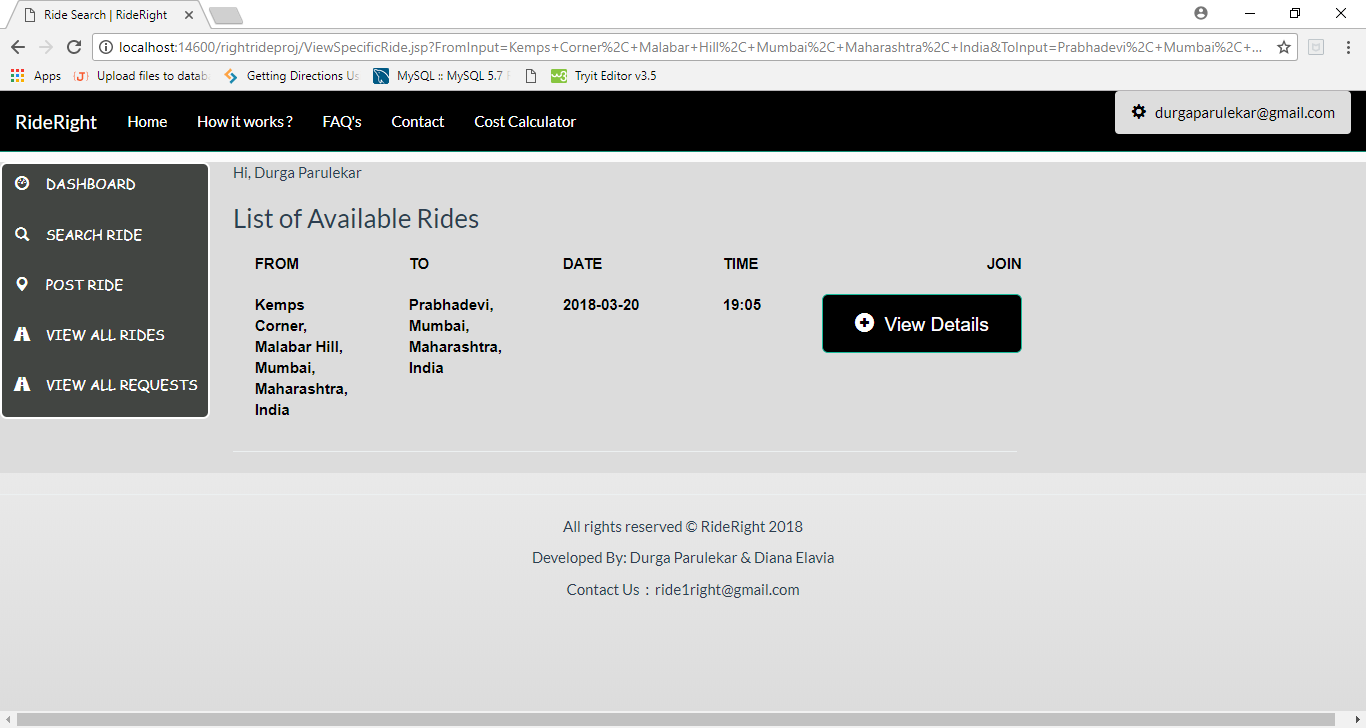 Ride Search | RideRight
localhost:14600/rightrideproj/ViewSpecificRide.jsp?FromInput=Kemps+Corner%2C+Malabar+Hill%2C+Mumbai%2C+Maharashtra%2C+India&ToInput=Prabhadevi%2C+Mumbai%2C+...
Apps {J} Upload files to datab Getting Directions Us MySQL :: MySQL 5.7 w3 Tryit Editor v3.5
RideRight Home How it works ? FAQ's Contact Cost Calculator durgaparulekar@gmail.com
Hi, Durga Parulekar
DASHBOARD
SEARCH RIDE
POST RIDE
VIEW ALL RIDES
VIEW ALL REQUESTS
List of Available Rides
FROM TO DATE TIME JOIN
Kemps Prabhadevi, 2018-03-20 19:05 View Details
Corner, Mumbai,
Malabar Hill, Maharashtra,
Mumbai, India
Maharashtra,
India
All rights reserved © RideRight 2018
Developed By: Durga Parulekar & Diana Elavia
Contact Us : ride1right@gmail.com